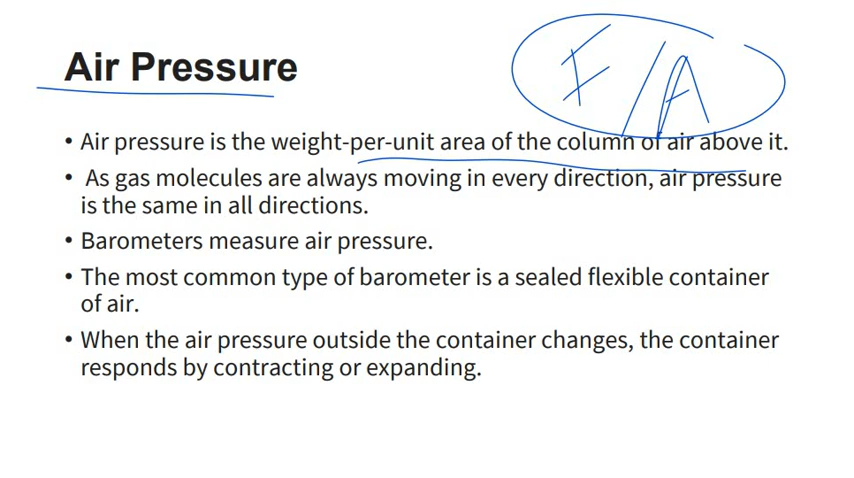 Air Pressure
F/A
• Air pressure is the weight-per-unit area of the column of air above it.
• As gas molecules are always moving in every direction, air pressure
is the same in all directions.
• Barometers measure air pressure.
• The most common type of barometer is a sealed flexible container
of air.
• When the air pressure outside the container changes, the container
responds by contracting or expanding.